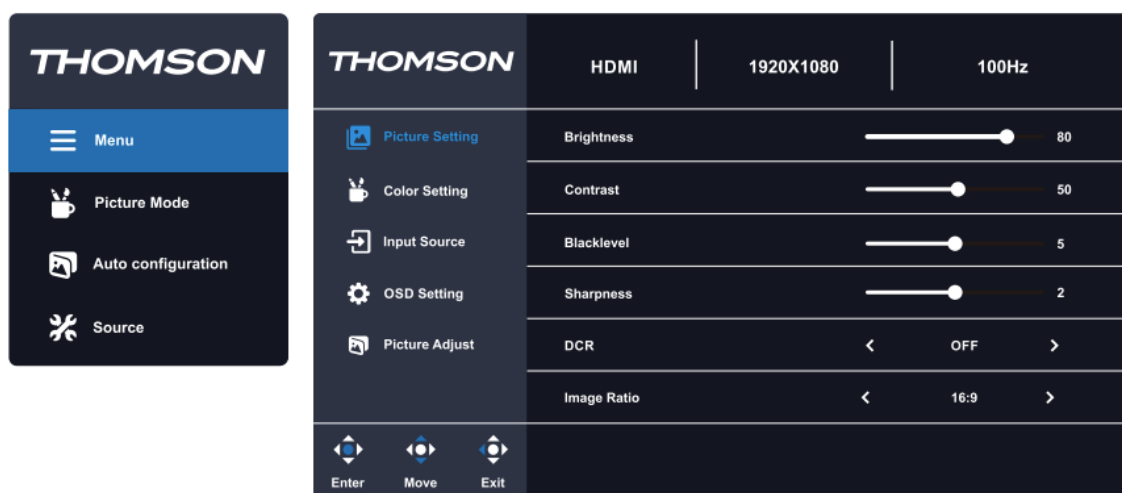 THOMSON
Menu
Picture Mode
Auto configuration
Source
THOMSON
HDMI 1920X1080 100Hz
Picture Setting
Color Setting
Input Source
OSD Setting
Picture Adjust
Brightness 80
Contrast 50
Blacklevel 5
Sharpness 2
DCR OFF
Image Ratio 16:9
Enter Move Exit